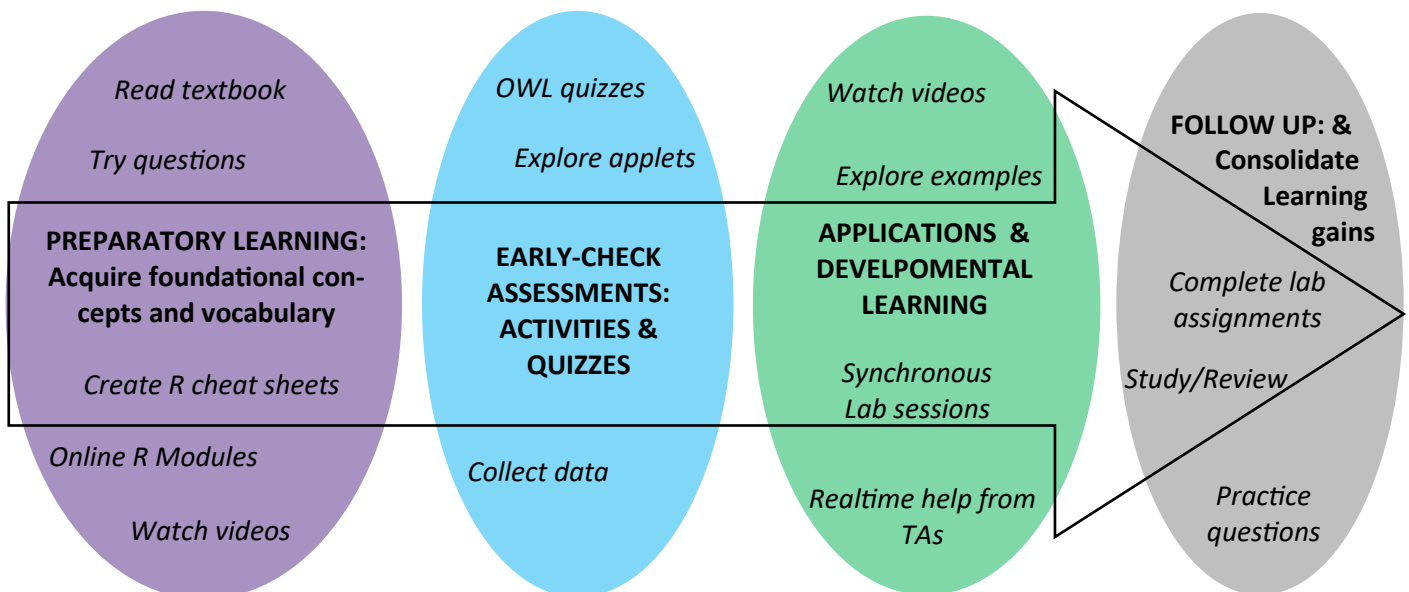 Read textbook
Try questions
PREPARATORY LEARNING:
Acquire foundational con-
cepts and vocabulary
Create R cheat sheets
Online R Modules
Watch videos
OWL quizzes
Explore applets
EARLY-CHECK
ASSESSMENTS:
ACTIVITIES &
QUIZZES
Collect data
Watch videos
Explore examples
APPLICATIONS &
DEVELPOMENTAL
LEARNING
Synchronous
Lab sessions
Realtime help from
TAs
FOLLOW UP: &
Consolidate
Learning
gains
Complete lab
assignments
Study/Review
Practice
questions